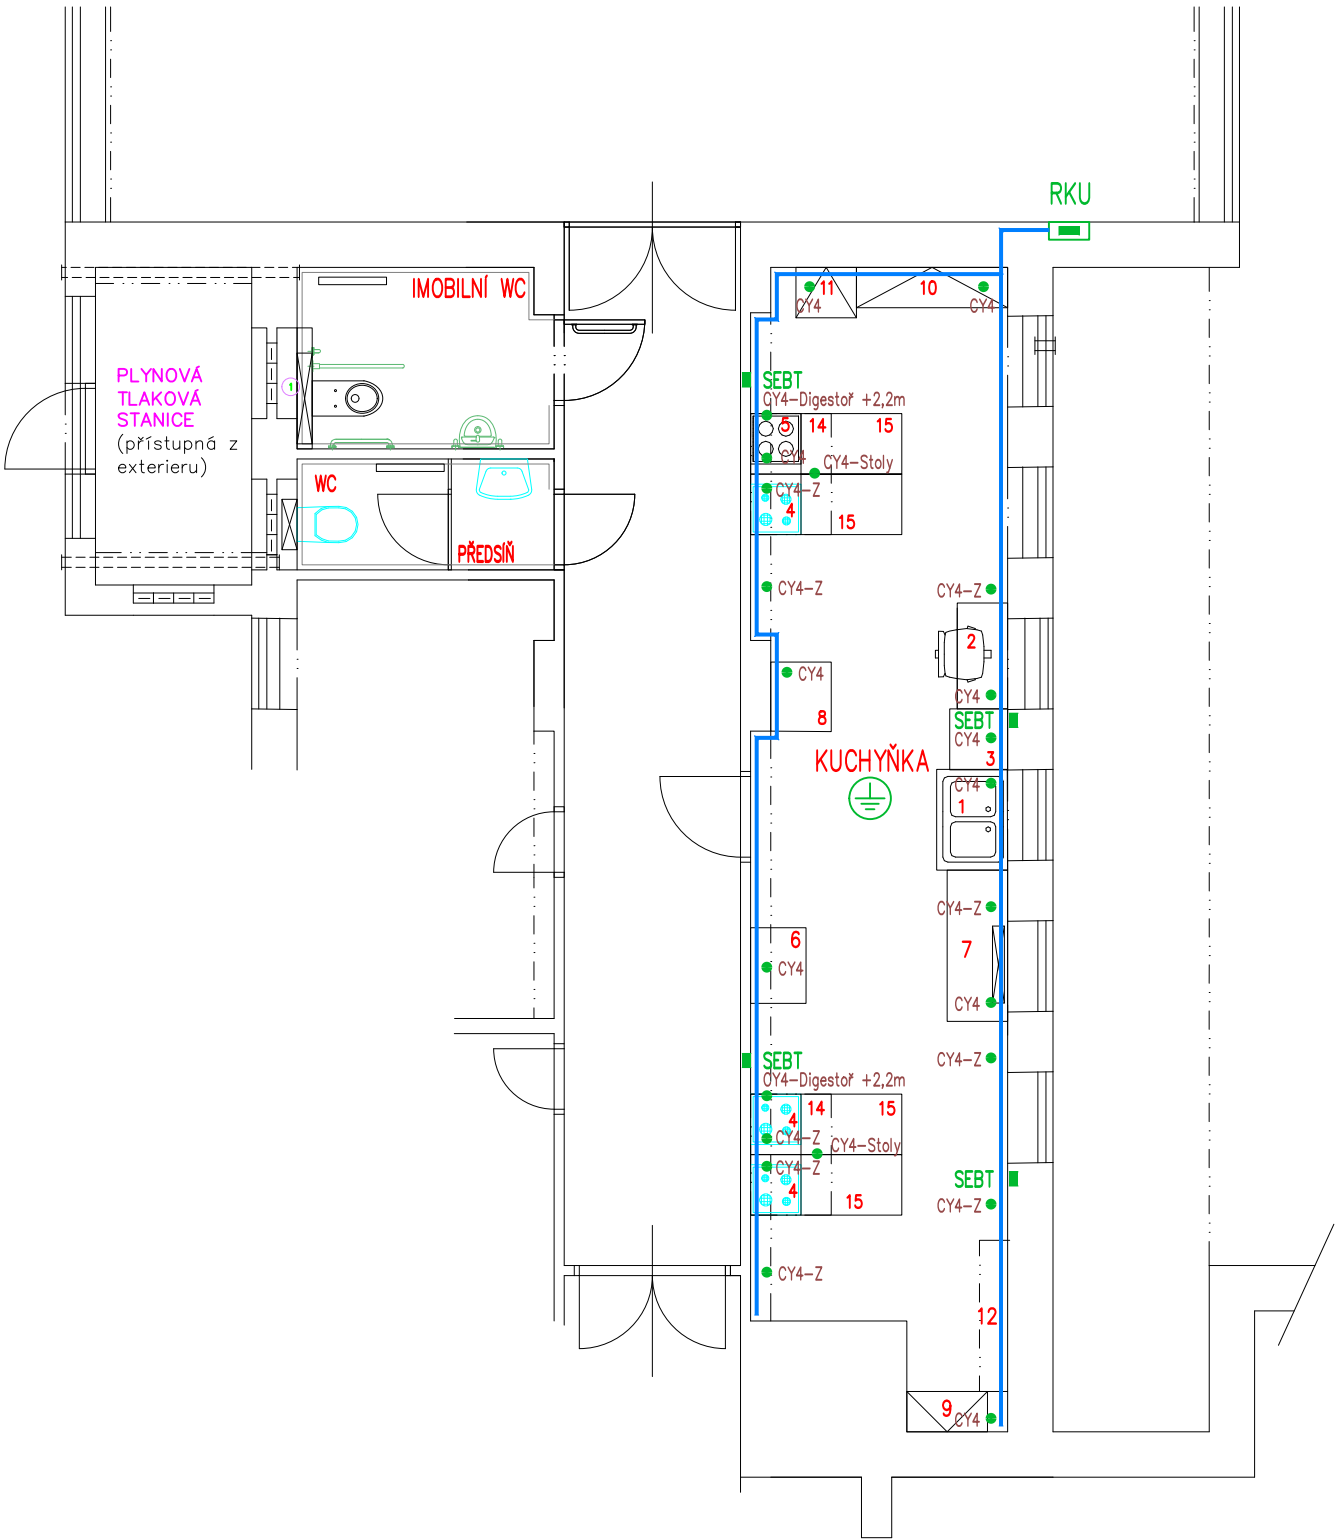 RKU
IMOBILNÍ WC
11
10
CY4
CY4
PLYNOVÁ
TLAKOVÁ
STANICE
(přístupná z
exterieru)
1
SEBT
CY4-Digestoř +2,2m
5
14
15
CY4
CY4-Stoly
WC
CY4-Z
4
15
PŘEDSÍŇ
CY4-Z
CY4-Z
2
CY4
CY4
8
SEBT
CY4
3
KUCHYŇKA
CY4
1
CY4-Z
6
7
CY4
CY4
SEBT
CY4-Z
CY4-Digestoř +2,2m
14
15
4
CY4-Z
CY4-Stoly
CY4-Z
4
15
SEBT
CY4-Z
CY4-Z
12
9
CY4